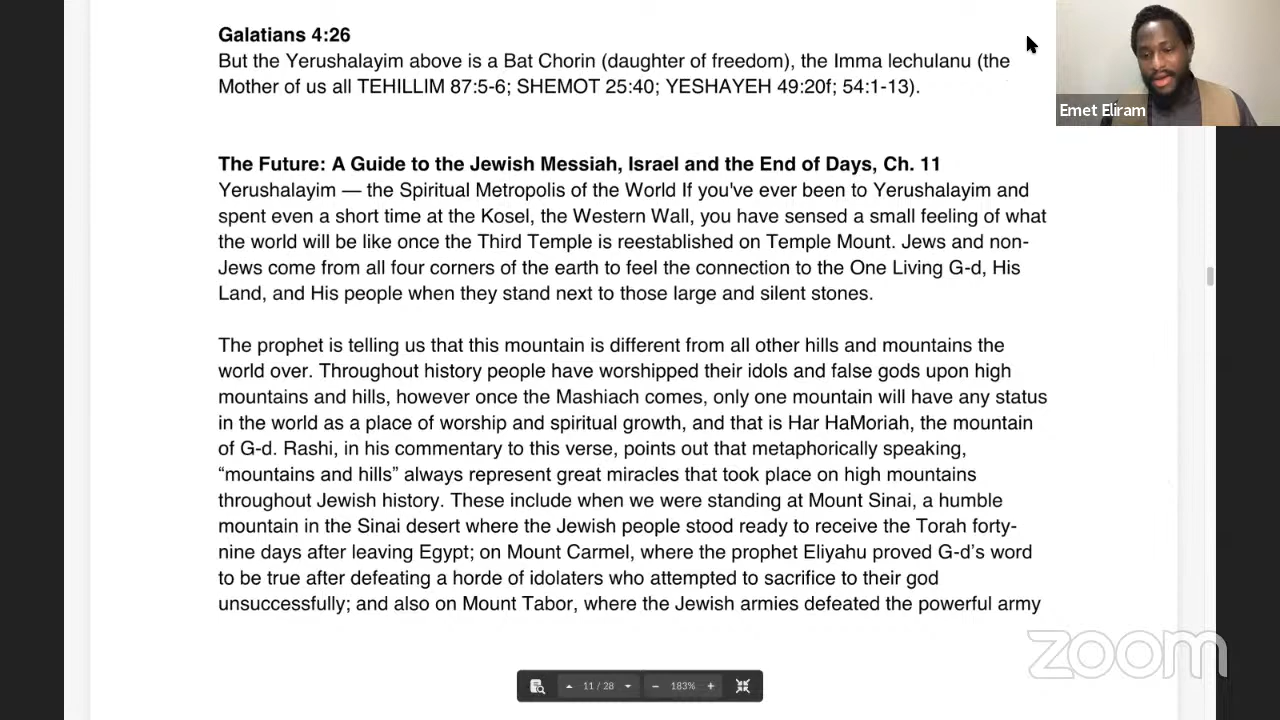 Galatians 4:26
But the Yerushalayim above is a Bat Chorin (daughter of freedom), the Imma lechulanu (the
Mother of us all TEHILLIM 87:5-6; SHEMOT 25:40; YESHAYEH 49:20f; 54:1-13).
Emet Eliram
The Future: A Guide to the Jewish Messiah, Israel and the End of Days, Ch. 11
Yerushalayim — the Spiritual Metropolis of the World If you've ever been to Yerushalayim and
spent even a short time at the Kosel, the Western Wall, you have sensed a small feeling of what
the world will be like once the Third Temple is reestablished on Temple Mount. Jews and non-
Jews come from all four corners of the earth to feel the connection to the One Living G-d, His
Land, and His people when they stand next to those large and silent stones.
The prophet is telling us that this mountain is different from all other hills and mountains the
world over. Throughout history people have worshipped their idols and false gods upon high
mountains and hills, however once the Mashiach comes, only one mountain will have any status
in the world as a place of worship and spiritual growth, and that is Har HaMoriah, the mountain
of G-d. Rashi, in his commentary to this verse, points out that metaphorically speaking,
“mountains and hills” always represent great miracles that took place on high mountains
throughout Jewish history. These include when we were standing at Mount Sinai, a humble
mountain in the Sinai desert where the Jewish people stood ready to receive the Torah forty-
nine days after leaving Egypt; on Mount Carmel, where the prophet Eliyahu proved G-d’s word
to be true after defeating a horde of idolaters who attempted to sacrifice to their god
unsuccessfully; and also on Mount Tabor, where the Jewish armies defeated the powerful army
zoom
11 / 28
183%